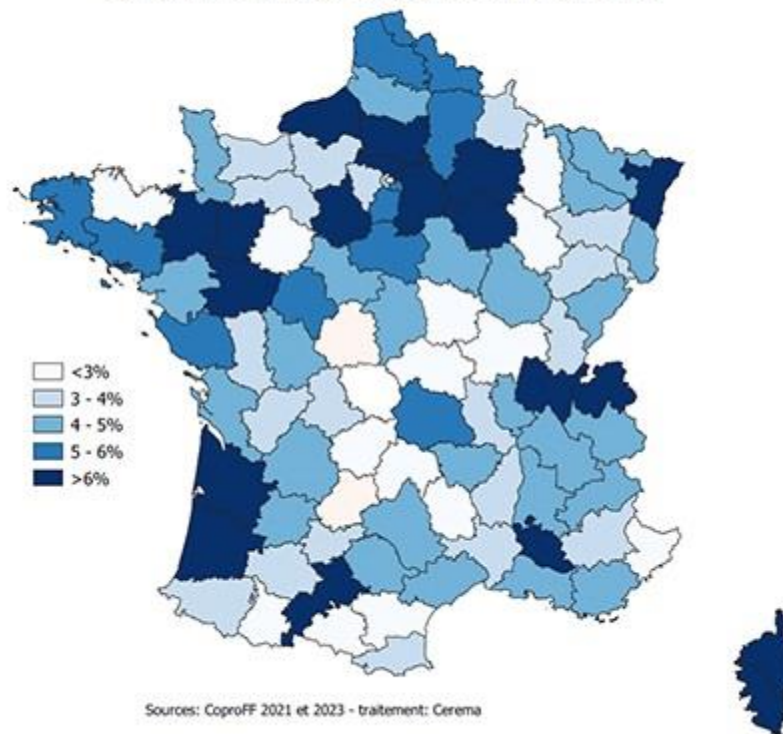 <3%
3 - 4%
4 - 5%
5 - 6%
>6%
Sources: CoproFF 2021 et 2023 - traitement: Cerema